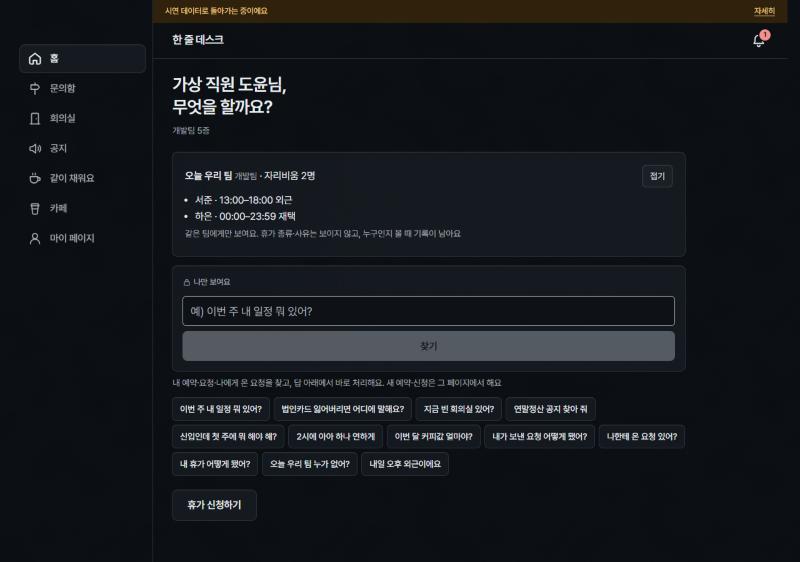 시연 데이터로 돌아가는 중이에요 자세히
한 줄 데스크 1
홈
문의함
회의실
공지
같이 채워요
카페
마이 페이지
가상 직원 도윤님,
무엇을 할까요?
개발팀 5층
오늘 우리 팀 개발팀 · 자리비움 2명 접기
• 서준 · 13:00–18:00 외근
• 하은 · 00:00–23:59 재택
같은 팀에게만 보여요. 휴가 종류·사유는 보이지 않고, 누구인지 볼 때 기록이 남아요
나만 보여요
예) 이번 주 내 일정 뭐 있어?
찾기
내 예약·요청·나에게 온 요청을 찾고, 답 아래에서 바로 처리해요. 새 예약·신청은 그 페이지에서 해요
이번 주 내 일정 뭐 있어? 법인카드 잃어버리면 어디에 말해요? 지금 빈 회의실 있어? 연말정산 공지 찾아 줘
신입인데 첫 주에 뭐 해야 해? 2시에 아아 하나 연하게 이번 달 커피값 얼마야? 내가 보낸 요청 어떻게 됐어? 나한테 온 요청 있어?
내 휴가 어떻게 됐어? 오늘 우리 팀 누가 없어? 내일 오후 외근이에요
휴가 신청하기